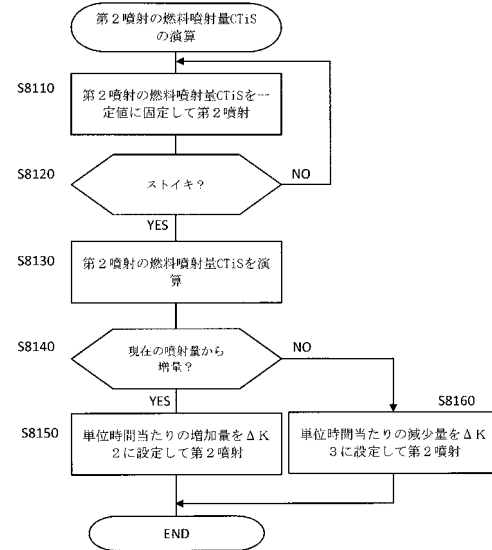 第２噴射の燃料噴射量CTiS
の演算
S8110
第２噴射の燃料噴射量CTiSを一
定値に固定して第２噴射
S8120
ストイキ？
NO
YES
S8130
第２噴射の燃料噴射量CTiSを演
算
S8140
現在の噴射量から
増量？
NO
YES
S8160
S8150
単位時間当たりの増加量をΔK
２に設定して第２噴射
単位時間当たりの減少量をΔK
３に設定して第２噴射
END